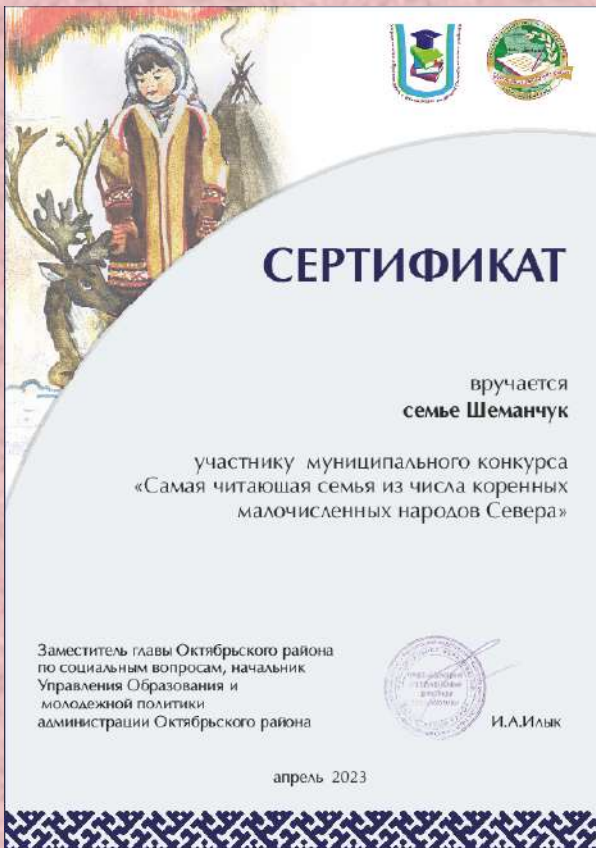 СЕРТИФИКАТ
вручается
семье Шеманчук
участнику муниципального конкурса
«Самая читающая семья из числа коренных
малочисленных народов Севера»
Заместитель главы Октябрьского района
по социальным вопросам, начальник
Управления Образования и
молодежной политики
администрации Октябрьского района
И.А.Илык
апрель 2023